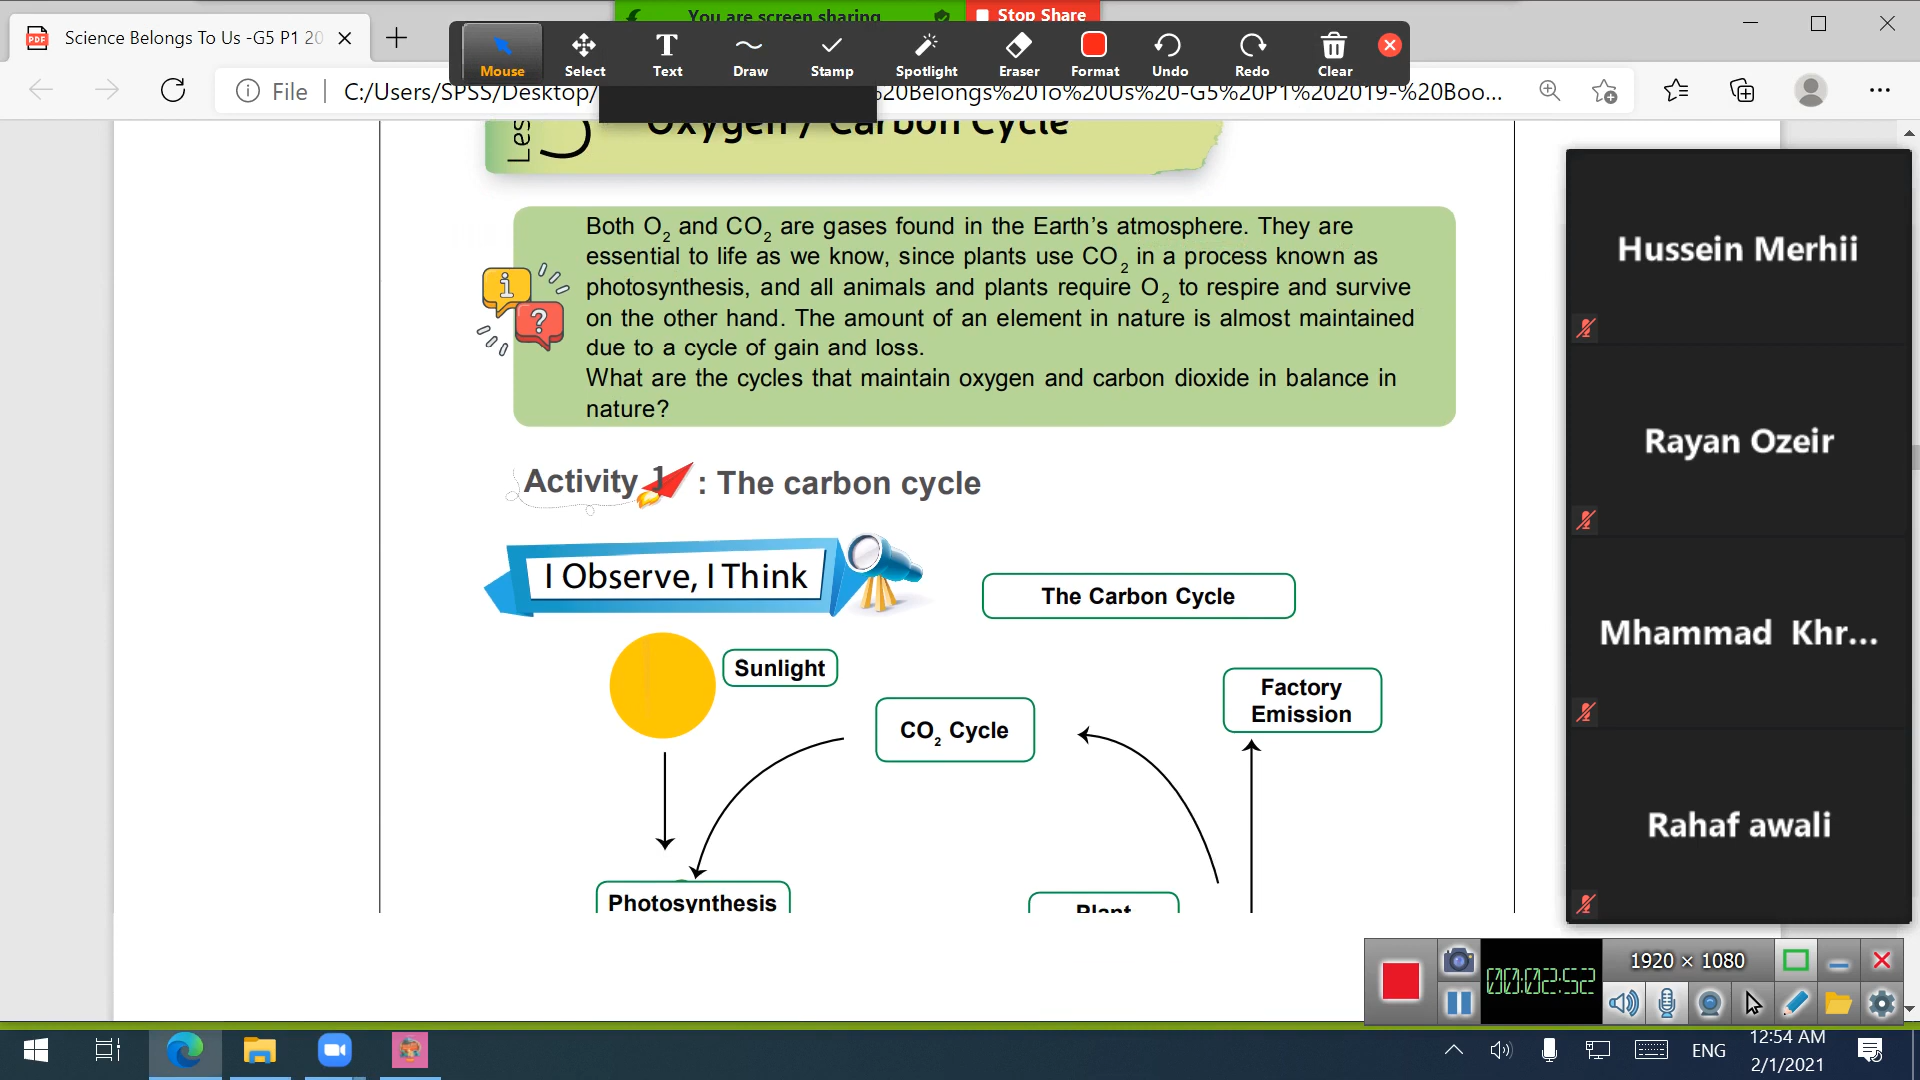 You are screen sharing
Stop Share
Science Belongs To Us -G5 P1 20
Mouse
Select
Text
Draw
Stamp
Spotlight
Eraser
Format
Undo
Redo
Clear
File
C:/Users/SPSS/Desktop/
%20Belongs%20To%20Us%20-G5%20P1%202019-%20Boo...
Les
Oxygen / Carbon Cycle
Both O₂ and CO₂ are gases found in the Earth’s atmosphere. They are
essential to life as we know, since plants use CO₂ in a process known as
photosynthesis, and all animals and plants require O₂ to respire and survive
on the other hand. The amount of an element in nature is almost maintained
due to a cycle of gain and loss.
What are the cycles that maintain oxygen and carbon dioxide in balance in
nature?
Activity 1 : The carbon cycle
I Observe, I Think
The Carbon Cycle
Sunlight
CO₂ Cycle
Factory
Emission
Photosynthesis
Plant
Hussein Merhii
Rayan Ozeir
Mhammad Khr...
Rahaf awali
1920 × 1080
00:02:52
ENG
12:54 AM
2/1/2021